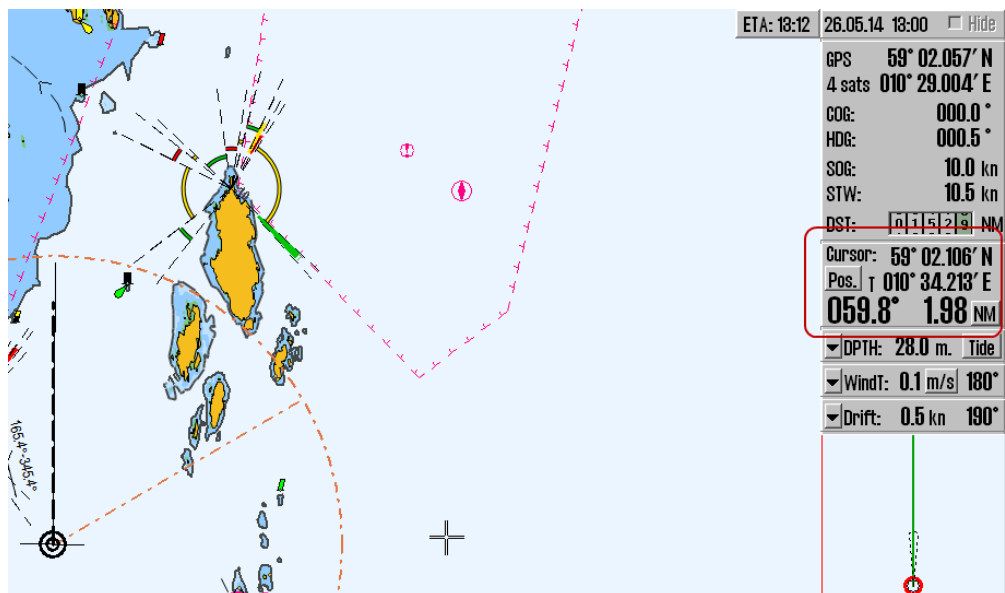 ETA: 13:12
26.05.14 13:00 Hide
GPS 59° 02.057′ N
4 sats 010° 29.004′ E
COG: 000.0 °
HDG: 000.5 °
SOG: 10.0 kn
STW: 10.5 kn
DST: 01529 NM
Cursor: 59° 02.106′ N
Pos. T 010° 34.213′ E
059.8° 1.98 NM
DPTH: 28.0 m. Tide
WindT: 0.1 m/s 180°
Drift: 0.5 kn 190°
165.4°-345.4°